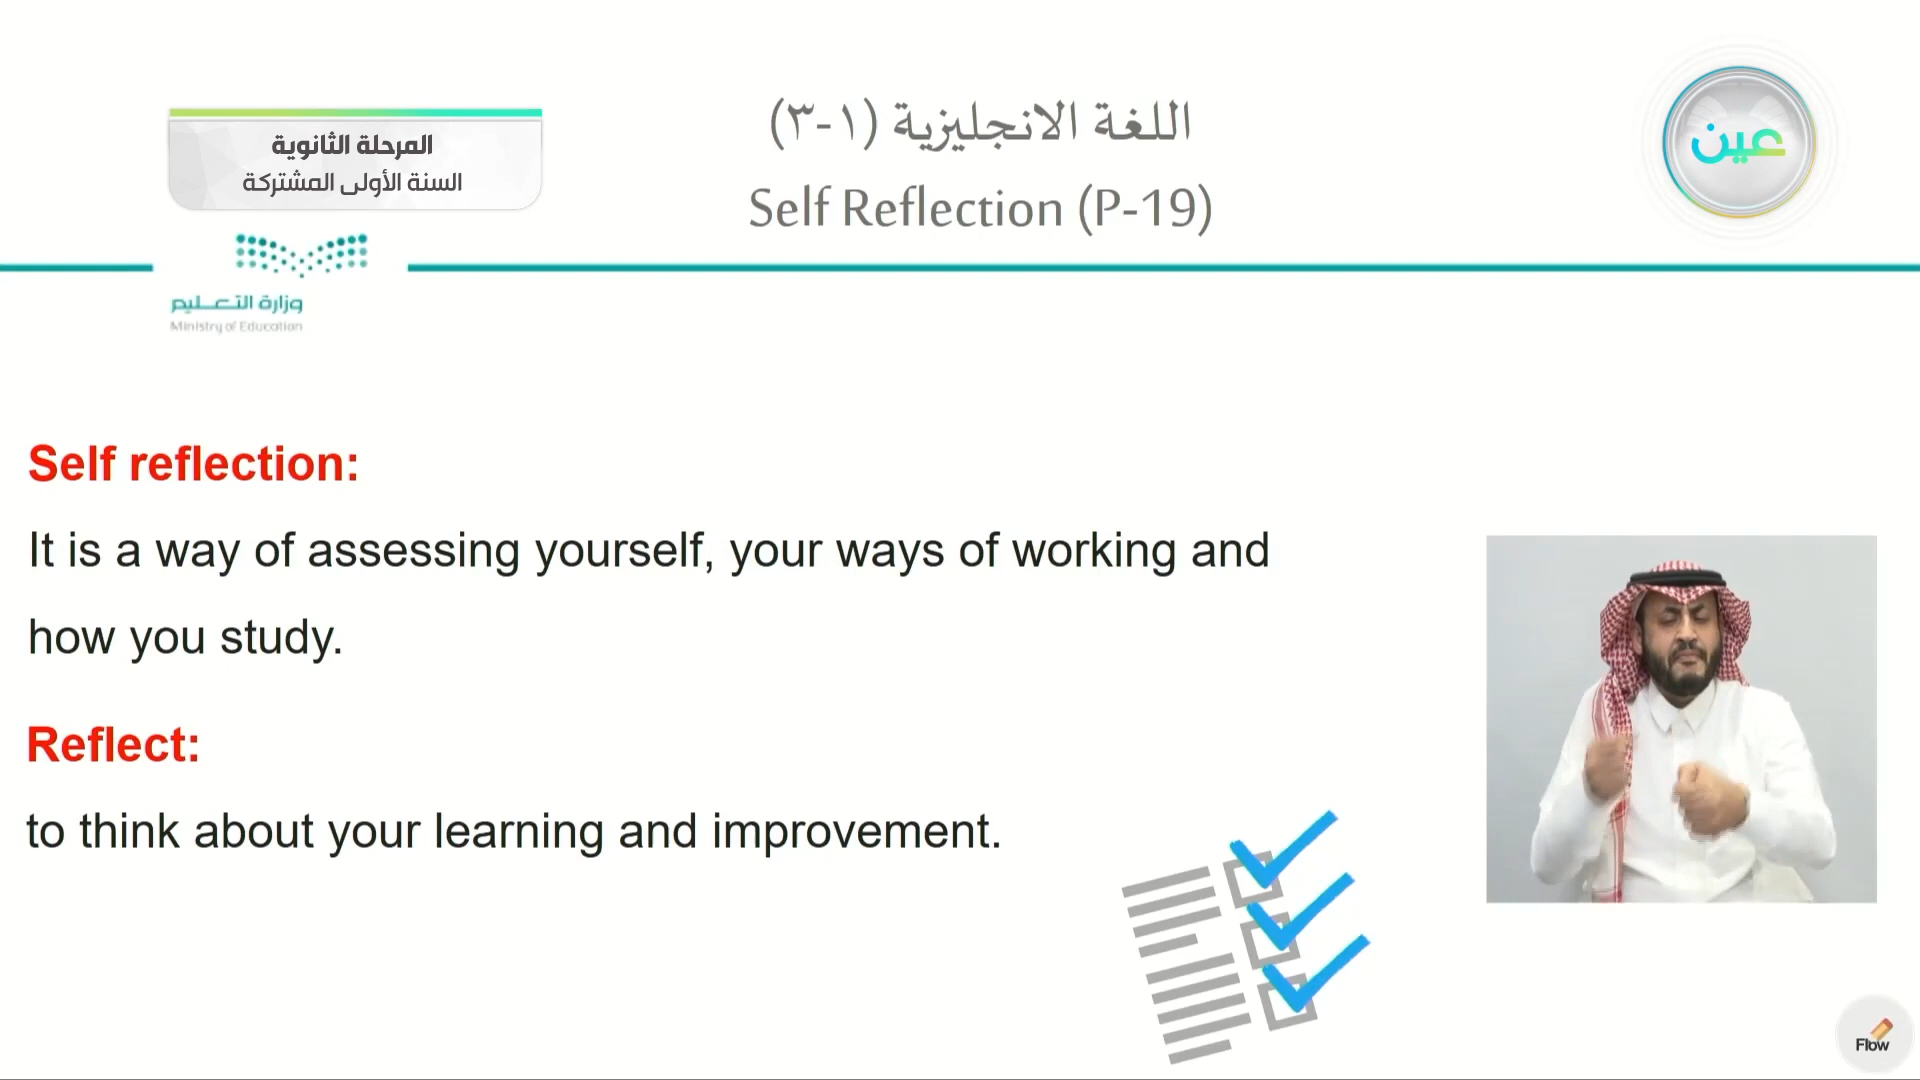 المرحلة الثانوية
السنة الأولى المشتركة
اللغة الانجليزية (١-٣)
Self Reflection (P-19)
عين
وزارة التعليم
Ministry of Education
Self reflection:
It is a way of assessing yourself, your ways of working and
how you study.
Reflect:
to think about your learning and improvement.
Flow